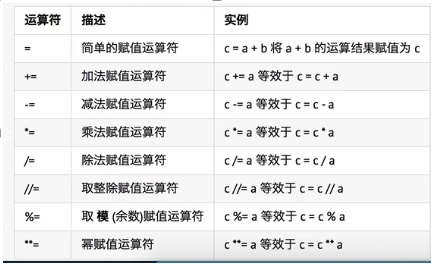 运算符 描述 实例
= 简单的赋值运算符 c = a + b 将 a + b 的运算结果赋值为 c
+= 加法赋值运算符 c += a 等效于 c = c + a
-= 减法赋值运算符 c -= a 等效于 c = c - a
*= 乘法赋值运算符 c *= a 等效于 c = c * a
/= 除法赋值运算符 c /= a 等效于 c = c / a
//= 取整除赋值运算符 c //= a 等效于 c = c // a
%= 取 模 (余数)赋值运算符 c %= a 等效于 c = c % a
**= 幂赋值运算符 c **= a 等效于 c = c ** a